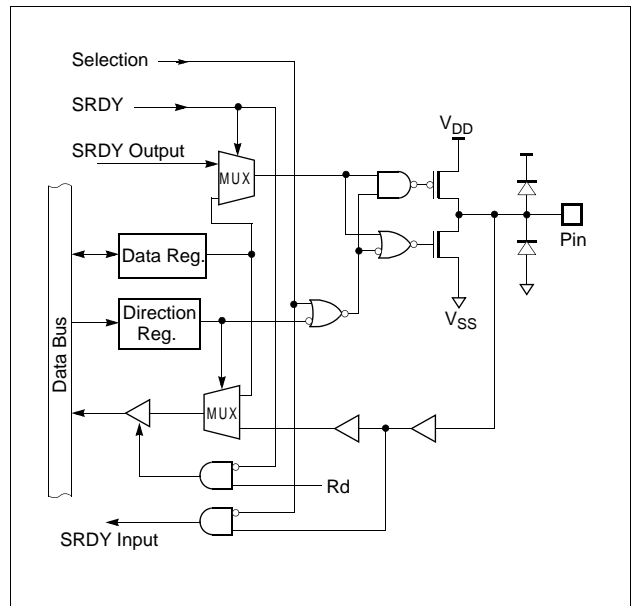 Selection
SRDY
SRDY Output
MUX
VDD
Pin
Data Reg.
Direction
Reg.
VSS
Data Bus
MUX
Rd
SRDY Input